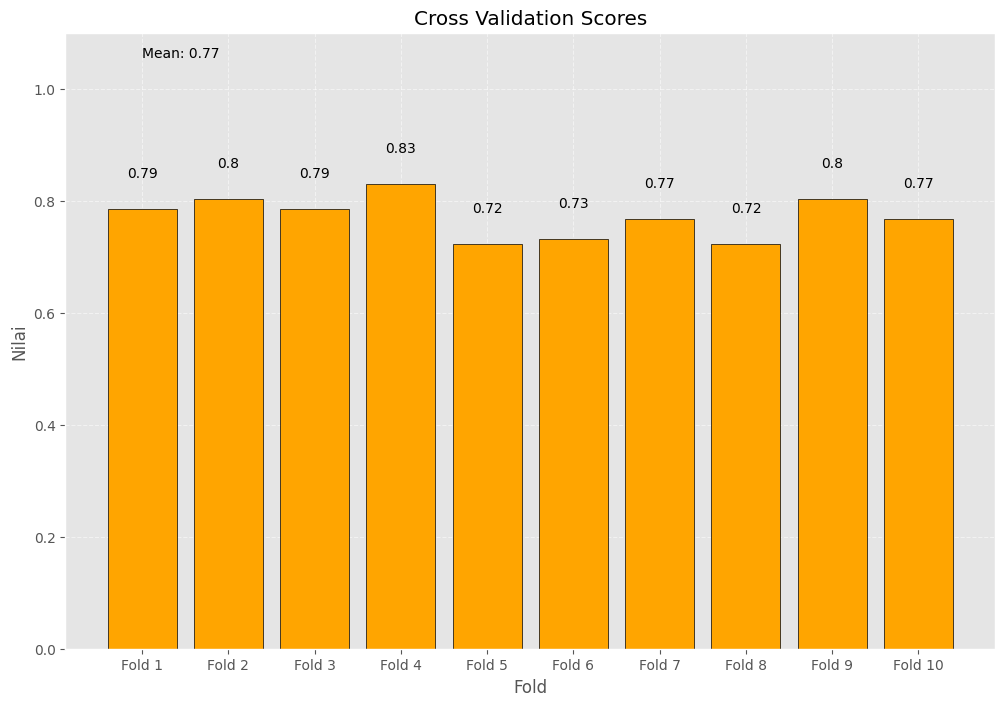 Cross Validation Scores
Mean: 0.77
1.0
0.8
0.6
0.4
0.2
0.0
Nilai
0.79
0.8
0.79
0.83
0.72
0.73
0.77
0.72
0.8
0.77
Fold 1
Fold 2
Fold 3
Fold 4
Fold 5
Fold 6
Fold 7
Fold 8
Fold 9
Fold 10
Fold